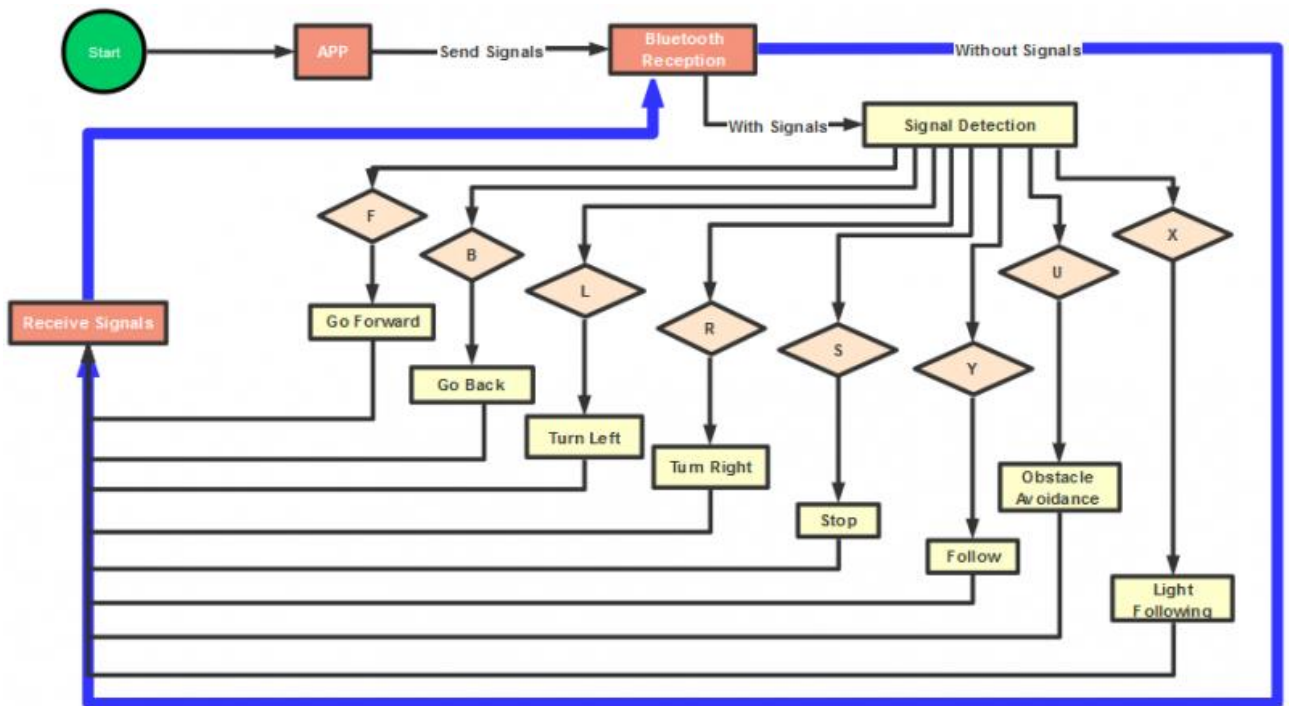 Start
APP
Send Signals
Bluetooth
Reception
Without Signals
With Signals
Signal Detection
F
B
L
R
S
Y
U
X
Receive Signals
Go Forward
Go Back
Turn Left
Turn Right
Stop
Follow
Obstacle
Avoidance
Light
Following